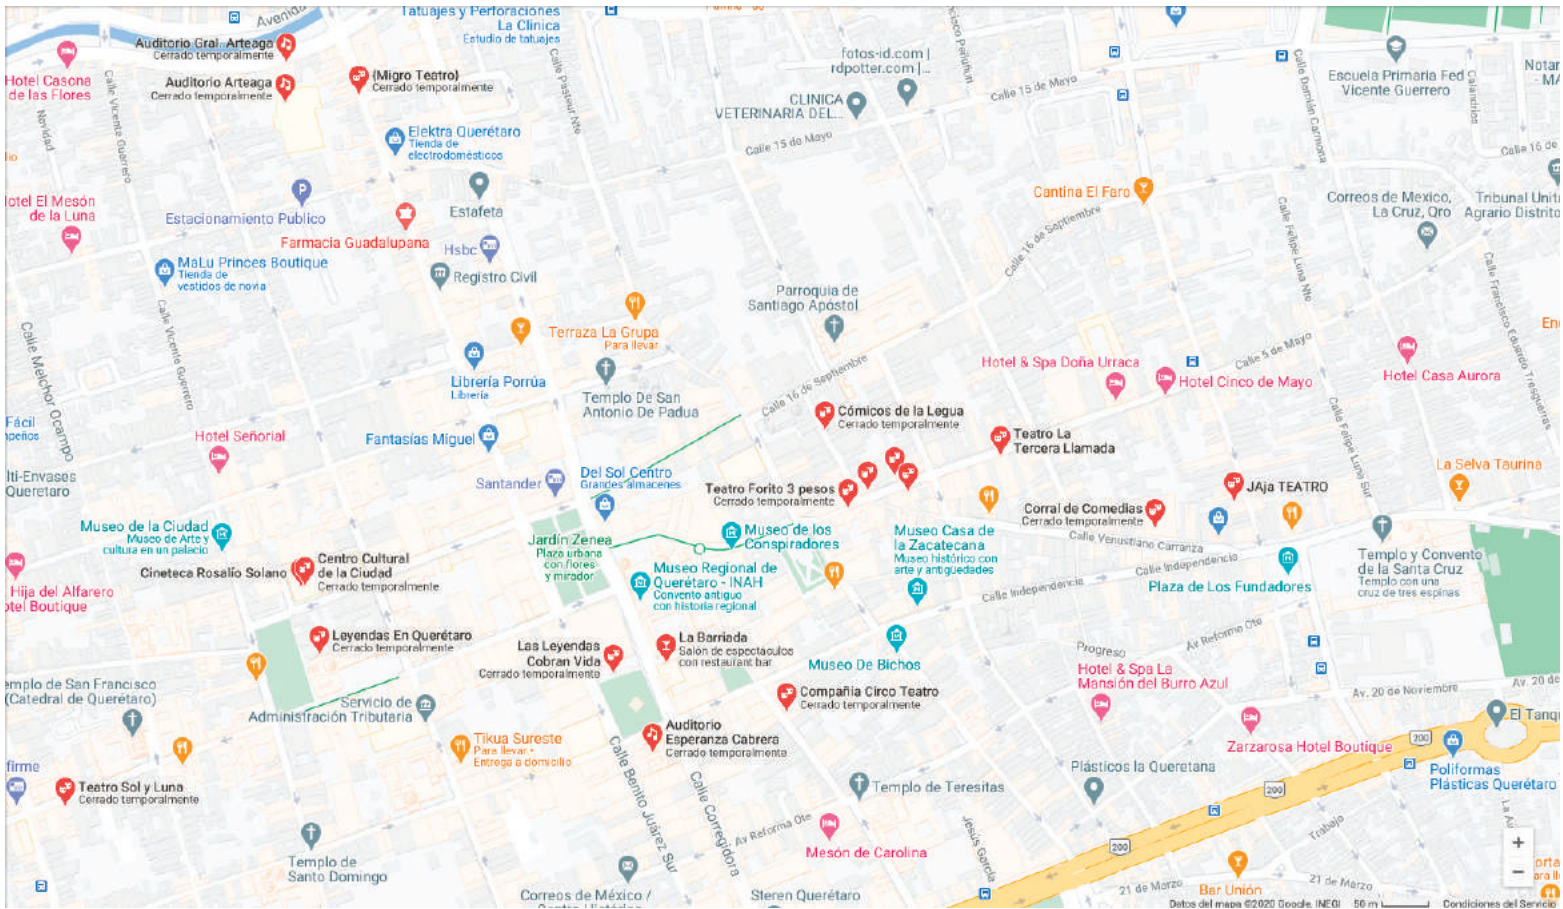 Avenida
Tatuajes y Perforaciones
La Clinica
Estudio de tatuajes
Auditorio Gral. Arteaga
Cerrado temporalmente
Hotel Casona
de las Flores
Auditorio Arteaga
Cerrado temporalmente
(Migro Teatro)
Cerrado temporalmente
Calle Pasteur Nte
fotos-id.com |
rdpotter.com |...
CLINICA
VETERINARIA DEL...
Calle 15 de Mayo
Calle 15 de Mayo
Calle Damián Carmona
Escuela Primaria Fed
Vicente Guerrero
Calandrias
Notar
- MA
Novidad
Calle Vicente Guerrero
Elektra Querétaro
Tienda de
electrodomésticos
Calle 16 de
Estacionamiento Publico
Estafeta
Cantina El Faro
Correos de Mexico,
La Cruz, Qro
Tribunal Unita
Agrario Distrito
otel El Mesón
de la Luna
Farmacia Guadalupana
Hsbc
Registro Civil
Calle 16 de Septiembre
Calle Felipe Luna Nte
MaLu Princes Boutique
Tienda de
vestidos de novia
Calle Vicente Guerrero
Parroquia de
Santiago Apóstol
Calle Francisco Eduardo Tresguerras
Calle Melchor Ocampo
Terraza La Grupa
Para llevar
En
Calle 5 de Mayo
Librería Porrúa
Librería
Templo De San
Antonio De Padua
Calle 16 de Septiembre
Hotel & Spa Doña Urraca
Hotel Cinco de Mayo
Hotel Casa Aurora
Fácil
mpeños
Hotel Señorial
Fantasías Miguel
Cómicos de la Legua
Cerrado temporalmente
Teatro La
Tercera Llamada
Calle Felipe Luna Sur
lti-Envases
Queretaro
Santander
Del Sol Centro
Grandes almacenes
Teatro Forito 3 pesos
Cerrado temporalmente
La Selva Taurina
JAja TEATRO
Corral de Comedias
Cerrado temporalmente
Museo de la Ciudad
Museo de Arte y
cultura en un palacio
Jardín Zenea
Plaza urbana
con flores
y mirador
Museo de los
Conspiradores
Museo Casa de
la Zacatecana
Museo histórico con
arte y antigüedades
Calle Venustiano Carranza
Calle Independencia
Calle Independencia
Templo y Convento
de la Santa Cruz
Templo con una
cruz de tres espinas
Cineteca Rosalío Solano
Centro Cultural
de la Ciudad
Cerrado temporalmente
Museo Regional de
Querétaro - INAH
Convento antiguo
con historia regional
Plaza de Los Fundadores
Hija del Alfarero
otel Boutique
Leyendas En Querétaro
Cerrado temporalmente
Las Leyendas
Cobran Vida
Cerrado temporalmente
La Barriada
Salón de espectáculos
con restaurant bar
Museo De Bichos
Progreso
Av Reforma Ote
Hotel & Spa La
Mansión del Burro Azul
Av. 20 de Noviembre
Av. 20 de
emplo de San Francisco
(Catedral de Querétaro)
Servicio de
Administración Tributaria
Compañia Circo Teatro
Cerrado temporalmente
El Tanqu
Tikua Sureste
Para llevar •
Entrega a domicilio
Auditorio
Esperanza Cabrera
Cerrado temporalmente
Zarzarosa Hotel Boutique
200
Poliformas
Plásticas Querétaro
firme
Teatro Sol y Luna
Cerrado temporalmente
Calle Benito Juárez Sur
Calle Corregidora
Templo de Teresitas
Plásticos la Queretana
200
Av Reforma Ote
Jesús García
Trabajo
Mesón de Carolina
200
Templo de
Santo Domingo
Correos de México /
Steren Querétaro
21 de Marzo
Bar Unión
21 de Marzo
+
−
Datos del mapa ©2020 Google, INEGI
50 m
Condiciones del Servicio